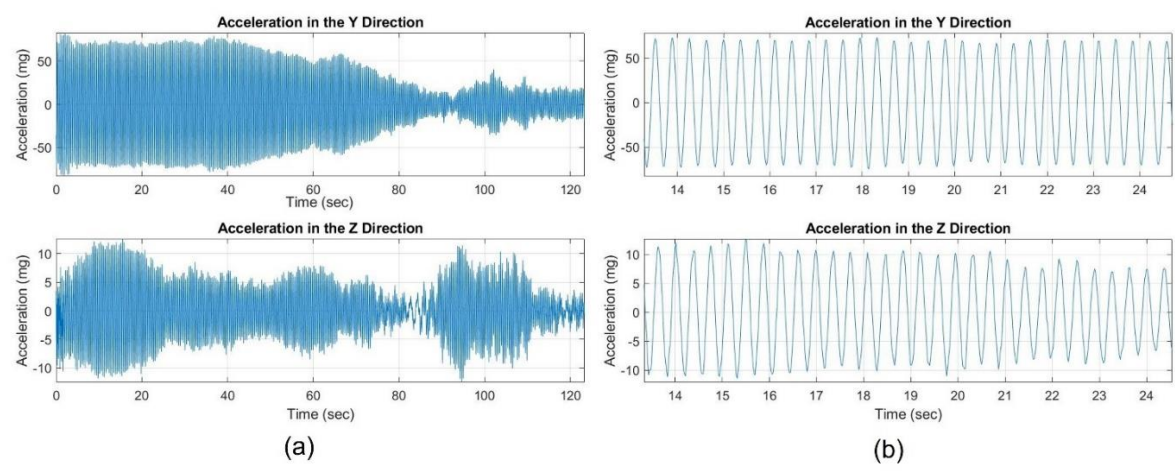 Acceleration in the Y Direction
Acceleration (mg)
50
0
-50
0 20 40 60 80 100 120
Time (sec)
Acceleration in the Z Direction
Acceleration (mg)
10
5
0
-5
-10
0 20 40 60 80 100 120
Time (sec)
(a)
Acceleration in the Y Direction
Acceleration (mg)
50
0
-50
14 15 16 17 18 19 20 21 22 23 24
Acceleration in the Z Direction
Acceleration (mg)
10
5
0
-5
-10
14 15 16 17 18 19 20 21 22 23 24
Time (sec)
(b)